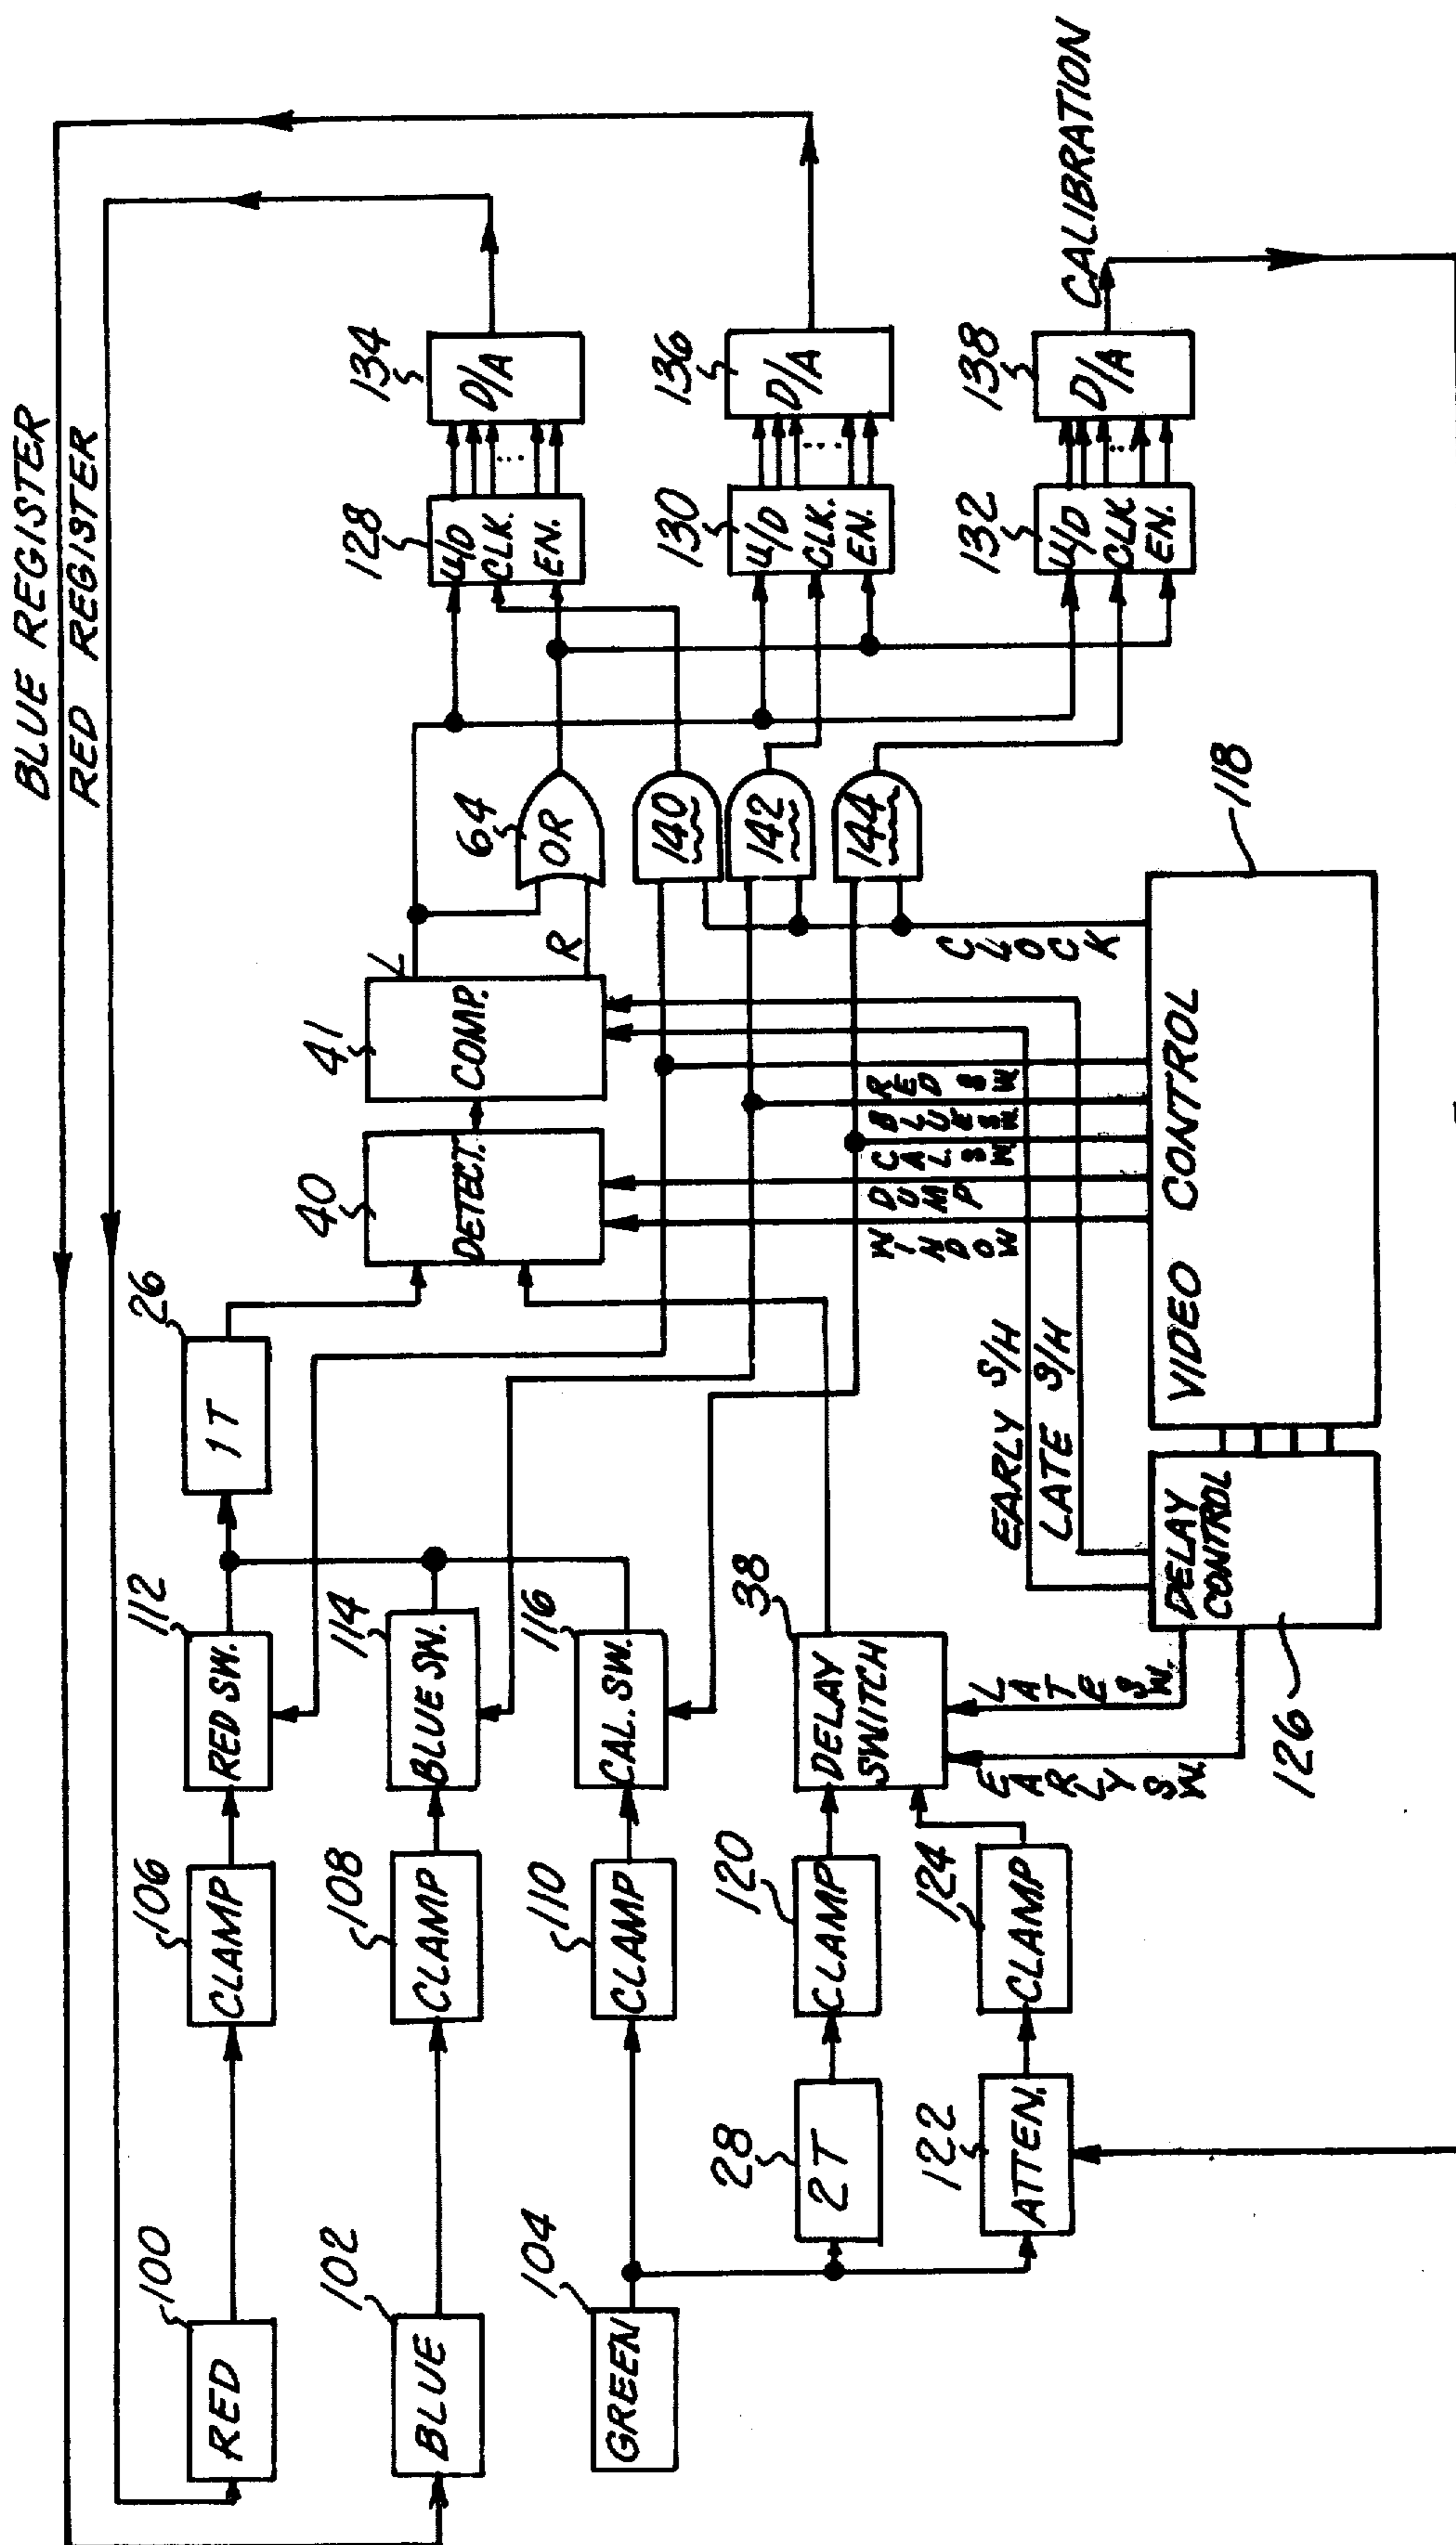 BLUE REGISTER
RED REGISTER
100
RED
106
CLAMP
112
RED SW.
26
1T
40
DETECT.
41
COMP.
L
R
64
OR
128
U/D
CLK.
EN.
134
D/A
102
BLUE
108
CLAMP
114
BLUE SW.
140
142
144
130
U/D
CLK.
EN.
136
D/A
104
GREEN
110
CLAMP
116
CAL. SW.
132
U/D
CLK
EN.
138
D/A
CALIBRATION
28
2T
120
CLAMP
38
DELAY
SWITCH
122
ATTEN.
124
CLAMP
EARLY SW.
LATE SW.
EARLY S/H
LATE S/H
WINDOW
DUMP
CAL SW.
BLUE SW.
RED SW.
CLOCK
126
DELAY
CONTROL
VIDEO CONTROL
118